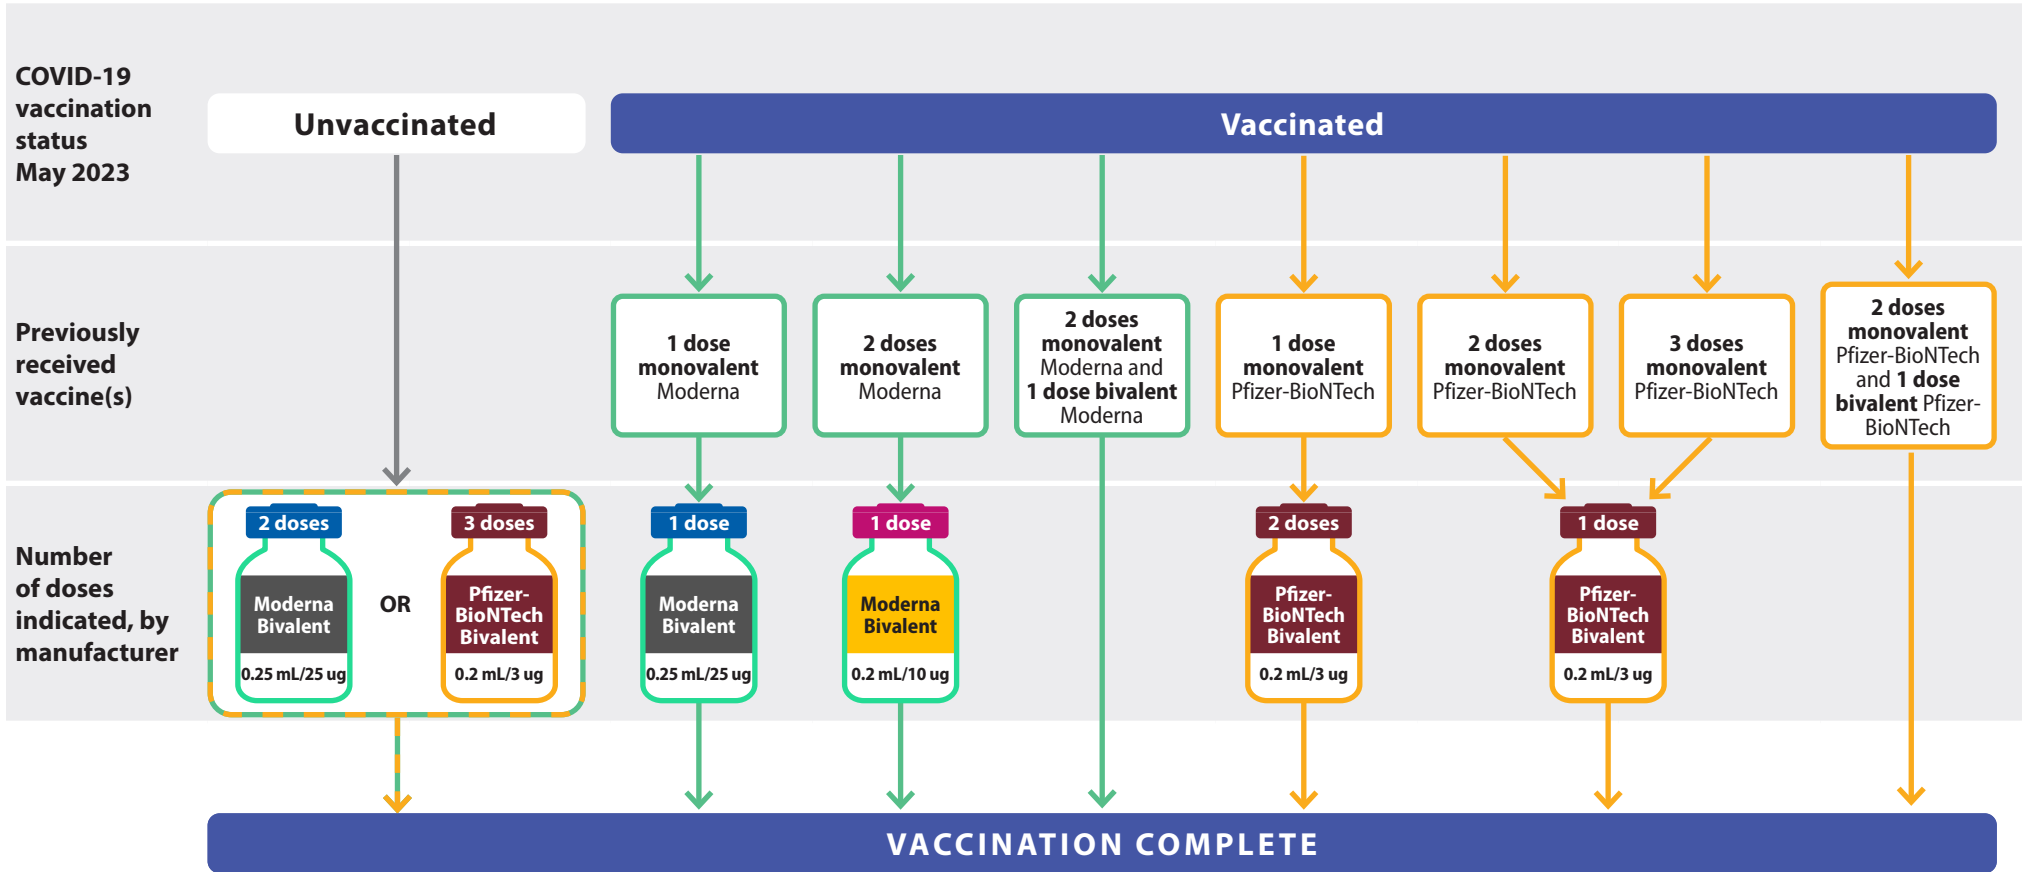 COVID-19
vaccination
status
May 2023
Unvaccinated
Vaccinated
Previously
received
vaccine(s)
1 dose
monovalent
Moderna
2 doses
monovalent
Moderna
2 doses
monovalent
Moderna and
1 dose bivalent
Moderna
1 dose
monovalent
Pfizer-BioNTech
2 doses
monovalent
Pfizer-BioNTech
3 doses
monovalent
Pfizer-BioNTech
2 doses
monovalent
Pfizer-BioNTech
and 1 dose
bivalent Pfizer-
BioNTech
Number
of doses
indicated, by
manufacturer
2 doses
Moderna
Bivalent
0.25 mL/25 ug
OR
3 doses
Pfizer-
BioNTech
Bivalent
0.2 mL/3 ug
1 dose
Moderna
Bivalent
0.25 mL/25 ug
1 dose
Moderna
Bivalent
0.2 mL/10 ug
2 doses
Pfizer-
BioNTech
Bivalent
0.2 mL/3 ug
1 dose
Pfizer-
BioNTech
Bivalent
0.2 mL/3 ug
VACCINATION COMPLETE